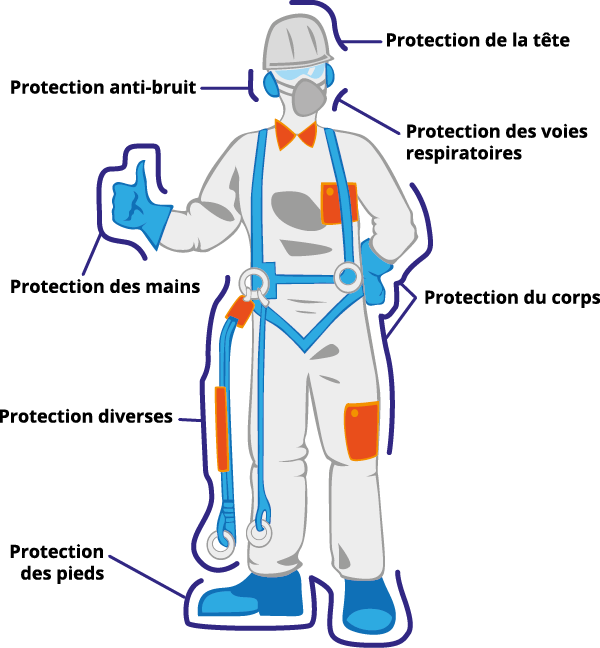 Protection de la tête
Protection anti-bruit
Protection des voies
respiratoires
Protection des mains
Protection du corps
Protection diverses
Protection
des pieds